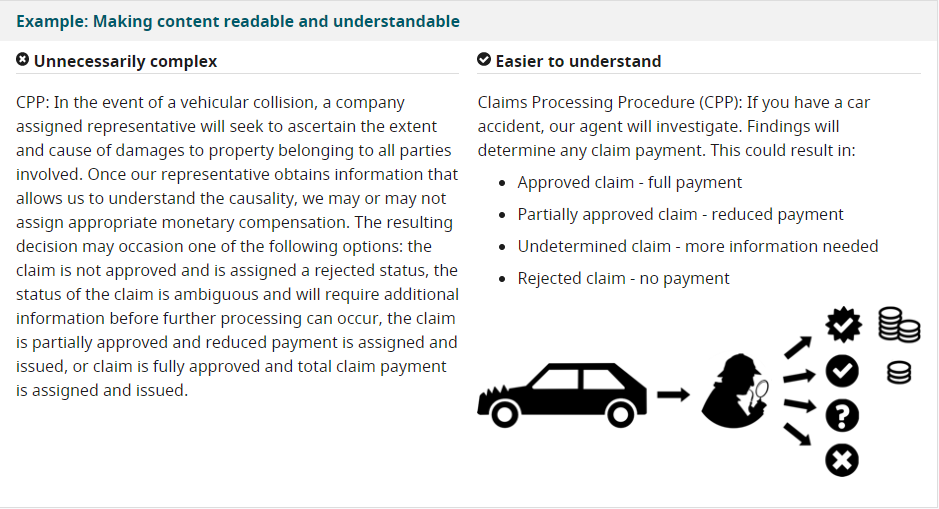 Example: Making content readable and understandable
Unnecessarily complex
CPP: In the event of a vehicular collision, a company
assigned representative will seek to ascertain the extent
and cause of damages to property belonging to all parties
involved. Once our representative obtains information that
allows us to understand the causality, we may or may not
assign appropriate monetary compensation. The resulting
decision may occasion one of the following options: the
claim is not approved and is assigned a rejected status, the
status of the claim is ambiguous and will require additional
information before further processing can occur, the claim
is partially approved and reduced payment is assigned and
issued, or claim is fully approved and total claim payment
is assigned and issued.
Easier to understand
Claims Processing Procedure (CPP): If you have a car
accident, our agent will investigate. Findings will
determine any claim payment. This could result in:
• Approved claim - full payment
• Partially approved claim - reduced payment
• Undetermined claim - more information needed
• Rejected claim - no payment
?